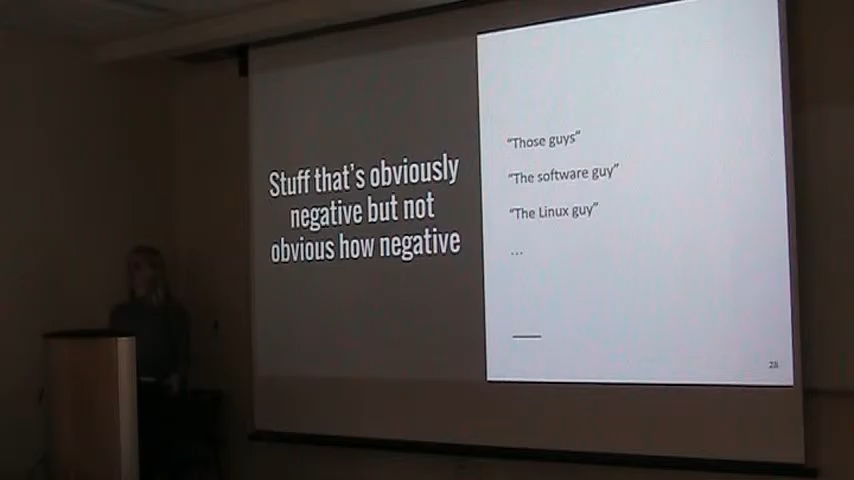 Stuff that's obviously
negative but not
obvious how negative
"Those guys"
"The software guy"
"The Linux guy"
...
28